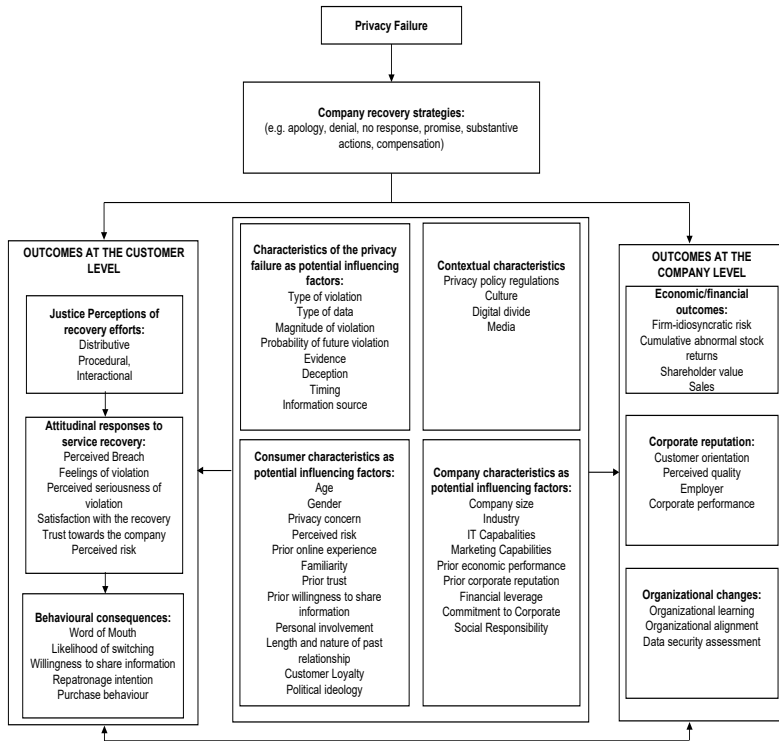 Privacy Failure
Company recovery strategies:
(e.g. apology, denial, no response, promise, substantive
actions, compensation)
OUTCOMES AT THE CUSTOMER
LEVEL
Justice Perceptions of
recovery efforts:
Distributive
Procedural,
Interactional
Attitudinal responses to
service recovery:
Perceived Breach
Feelings of violation
Perceived seriousness of
violation
Satisfaction with the recovery
Trust towards the company
Perceived risk
Behavioural consequences:
Word of Mouth
Likelihood of switching
Willingness to share information
Repatronage intention
Purchase behaviour
Characteristics of the privacy
failure as potential influencing
factors:
Type of violation
Type of data
Magnitude of violation
Probability of future violation
Evidence
Deception
Timing
Information source
Contextual characteristics
Privacy policy regulations
Culture
Digital divide
Media
Consumer characteristics as
potential influencing factors:
Age
Gender
Privacy concern
Perceived risk
Prior online experience
Familiarity
Prior trust
Prior willingness to share
information
Personal involvement
Length and nature of past
relationship
Customer Loyalty
Political ideology
Company characteristics as
potential influencing factors:
Company size
Industry
IT Capabalities
Marketing Capabilities
Prior economic performance
Prior corporate reputation
Financial leverage
Commitment to Corporate
Social Responsibility
OUTCOMES AT THE
COMPANY LEVEL
Economic/financial
outcomes:
Firm-idiosyncratic risk
Cumulative abnormal stock
returns
Shareholder value
Sales
Corporate reputation:
Customer orientation
Perceived quality
Employer
Corporate performance
Organizational changes:
Organizational learning
Organizational alignment
Data security assessment